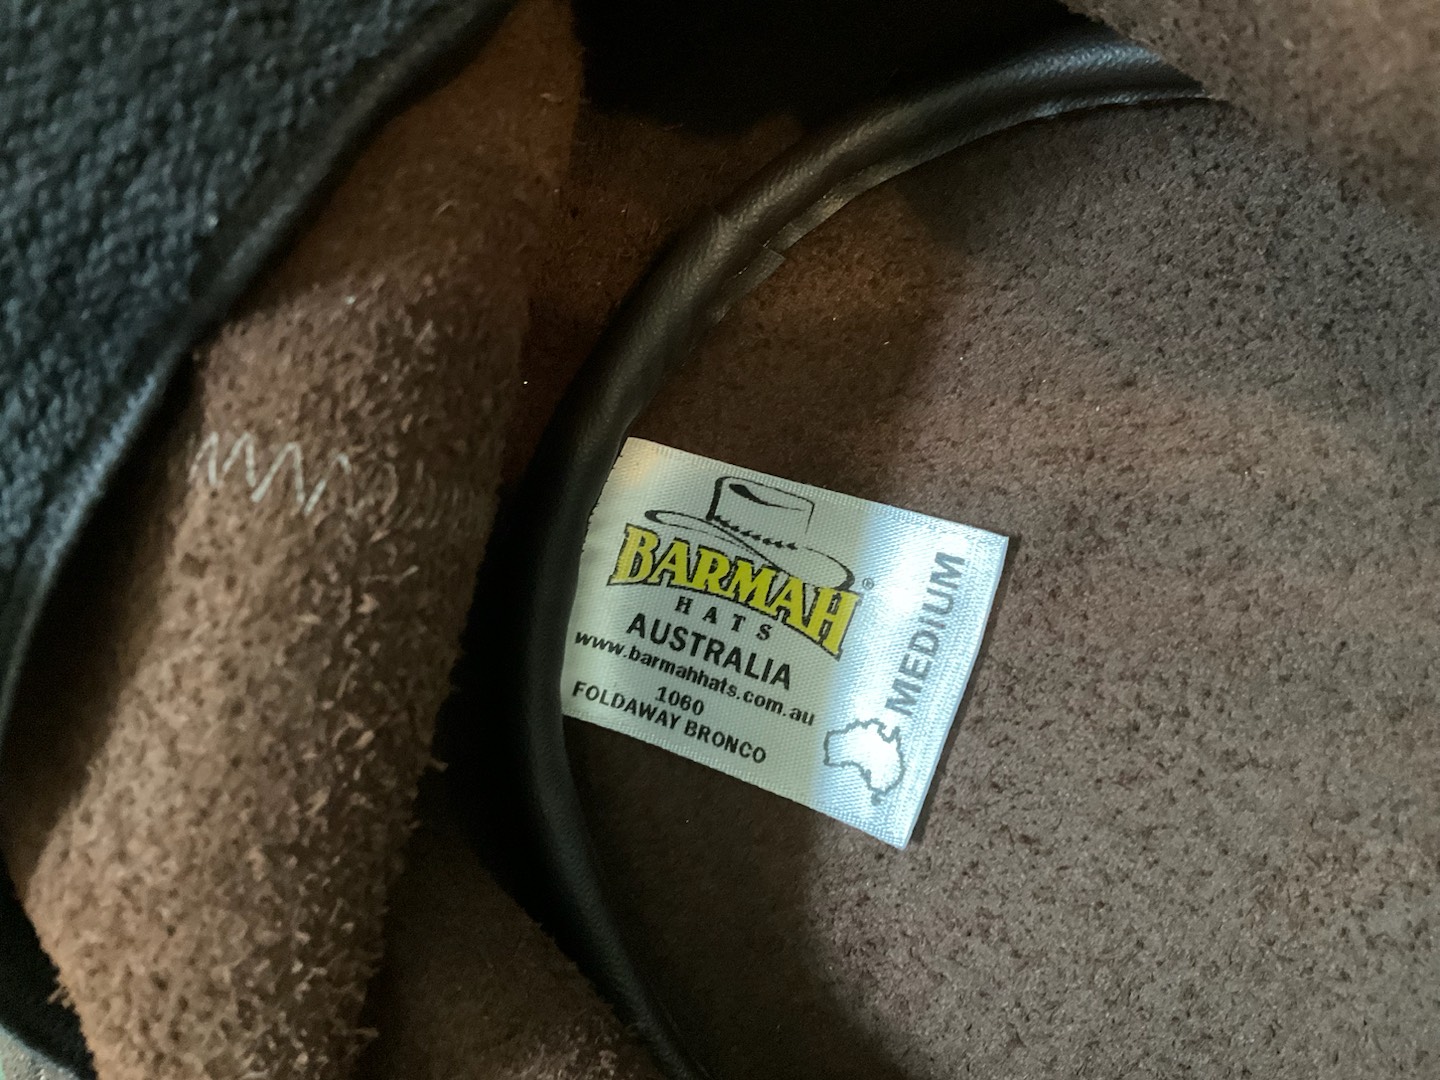 BARMAH®
HATS
AUSTRALIA
www.barmahhats.com.au
1060
FOLDAWAY BRONCO
MEDIUM